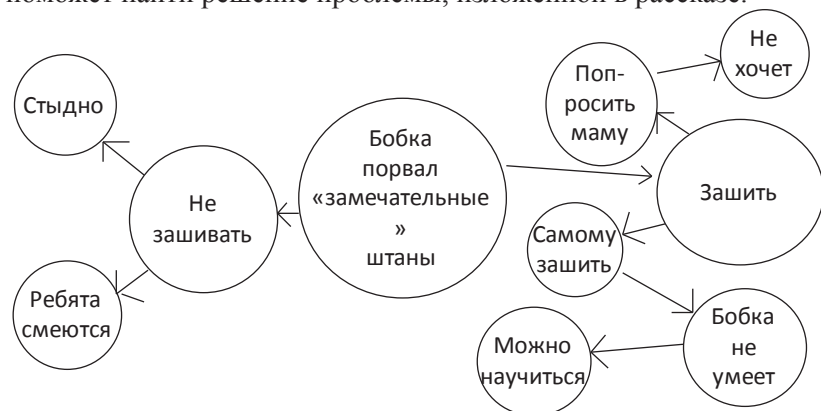 поможет найти решение проблемы, изложенной в рассказе:
Стыдно
Не
зашивать
Ребята
смеются
Бобка
порвал
«замечательные
»
штаны
Поп-
росить
маму
Не
хочет
Зашить
Самому
зашить
Бобка
не
умеет
Можно
научиться